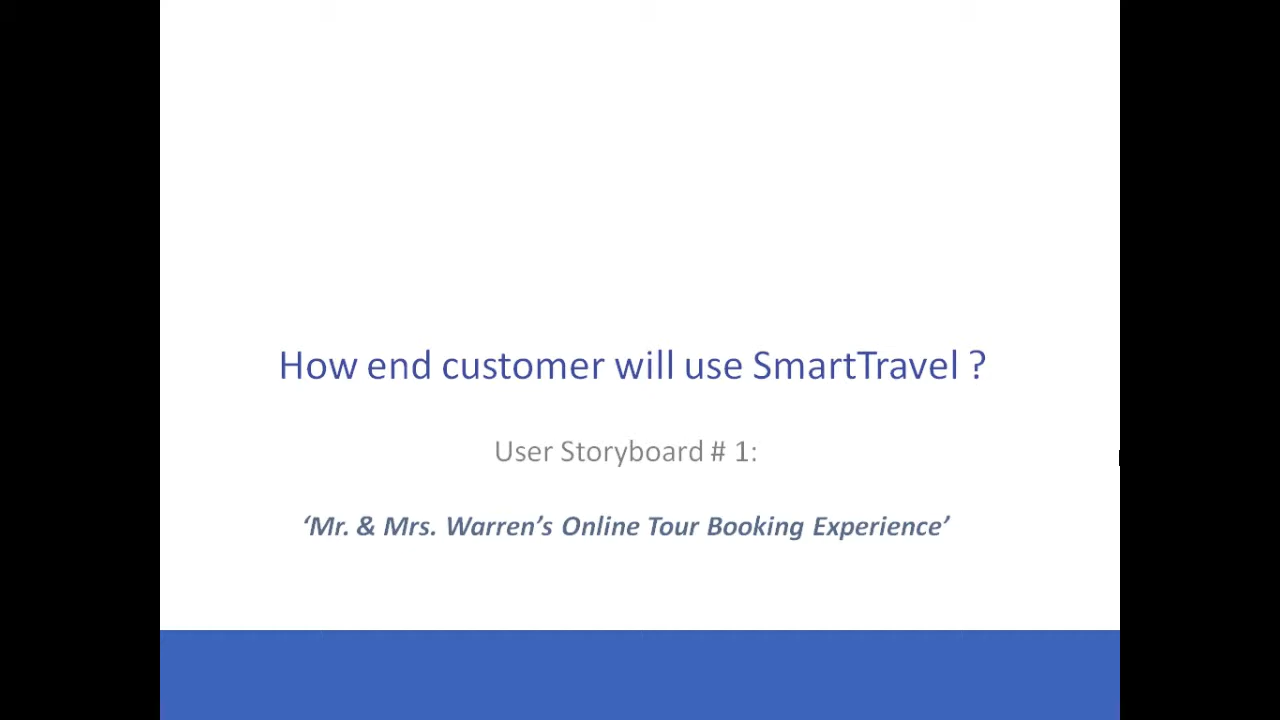 How end customer will use SmartTravel ?
User Storyboard # 1:
‘Mr. & Mrs. Warren’s Online Tour Booking Experience’